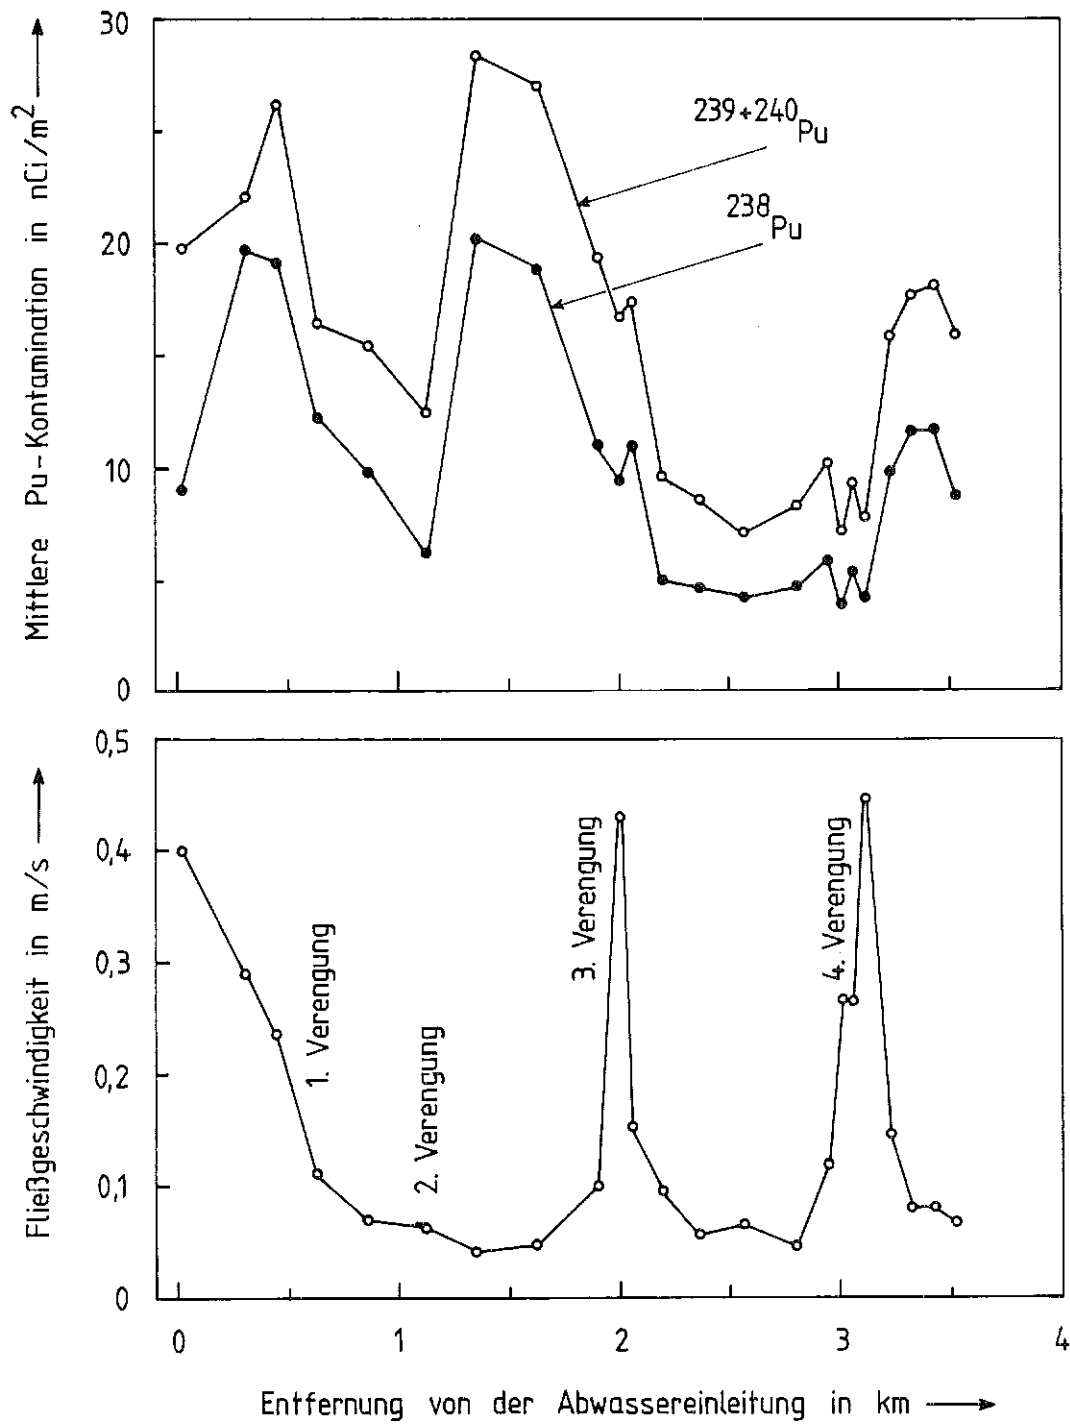 Mittlere Pu-Kontamination in nCi/m²
30
20
10
0
239+240Pu
238Pu
Fließgeschwindigkeit in m/s
0,5
0,4
0,3
0,2
0,1
0
1. Verengung
2. Verengung
3. Verengung
4. Verengung
0 1 2 3 4
Entfernung von der Abwassereinleitung in km